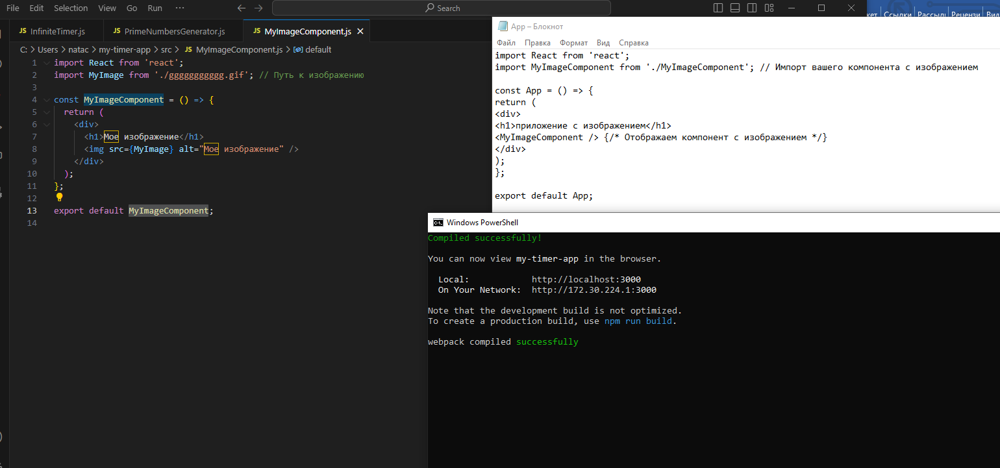 File Edit Selection View Go Run ··· ← → Search
кет Ссылки Рассыл Рецензи Вид
JS InfiniteTimer.js JS PrimeNumbersGenerator.js JS MyImageComponent.js ×
C: > Users > natac > my-timer-app > src > JS MyImageComponent.js > default
1 import React from 'react';
2 import MyImage from './ggggggggggg.gif'; // Путь к изображению
3
4 const MyImageComponent = () => {
5 return (
6 <div>
7 <h1>Мое изображение</h1>
8 <img src={MyImage} alt="Мое изображение" />
9 </div>
10 );
11 };
12
13 export default MyImageComponent;
14
App – Блокнот
Файл Правка Формат Вид Справка
import React from 'react';
import MyImageComponent from './MyImageComponent'; // Импорт вашего компонента с изображением
const App = () => {
return (
<div>
<h1>приложение с изображением</h1>
<MyImageComponent /> {/* Отображаем компонент с изображением */}
</div>
);
};
export default App;
Windows PowerShell
Compiled successfully!
You can now view my-timer-app in the browser.
Local: http://localhost:3000
On Your Network: http://172.30.224.1:3000
Note that the development build is not optimized.
To create a production build, use npm run build.
webpack compiled successfully